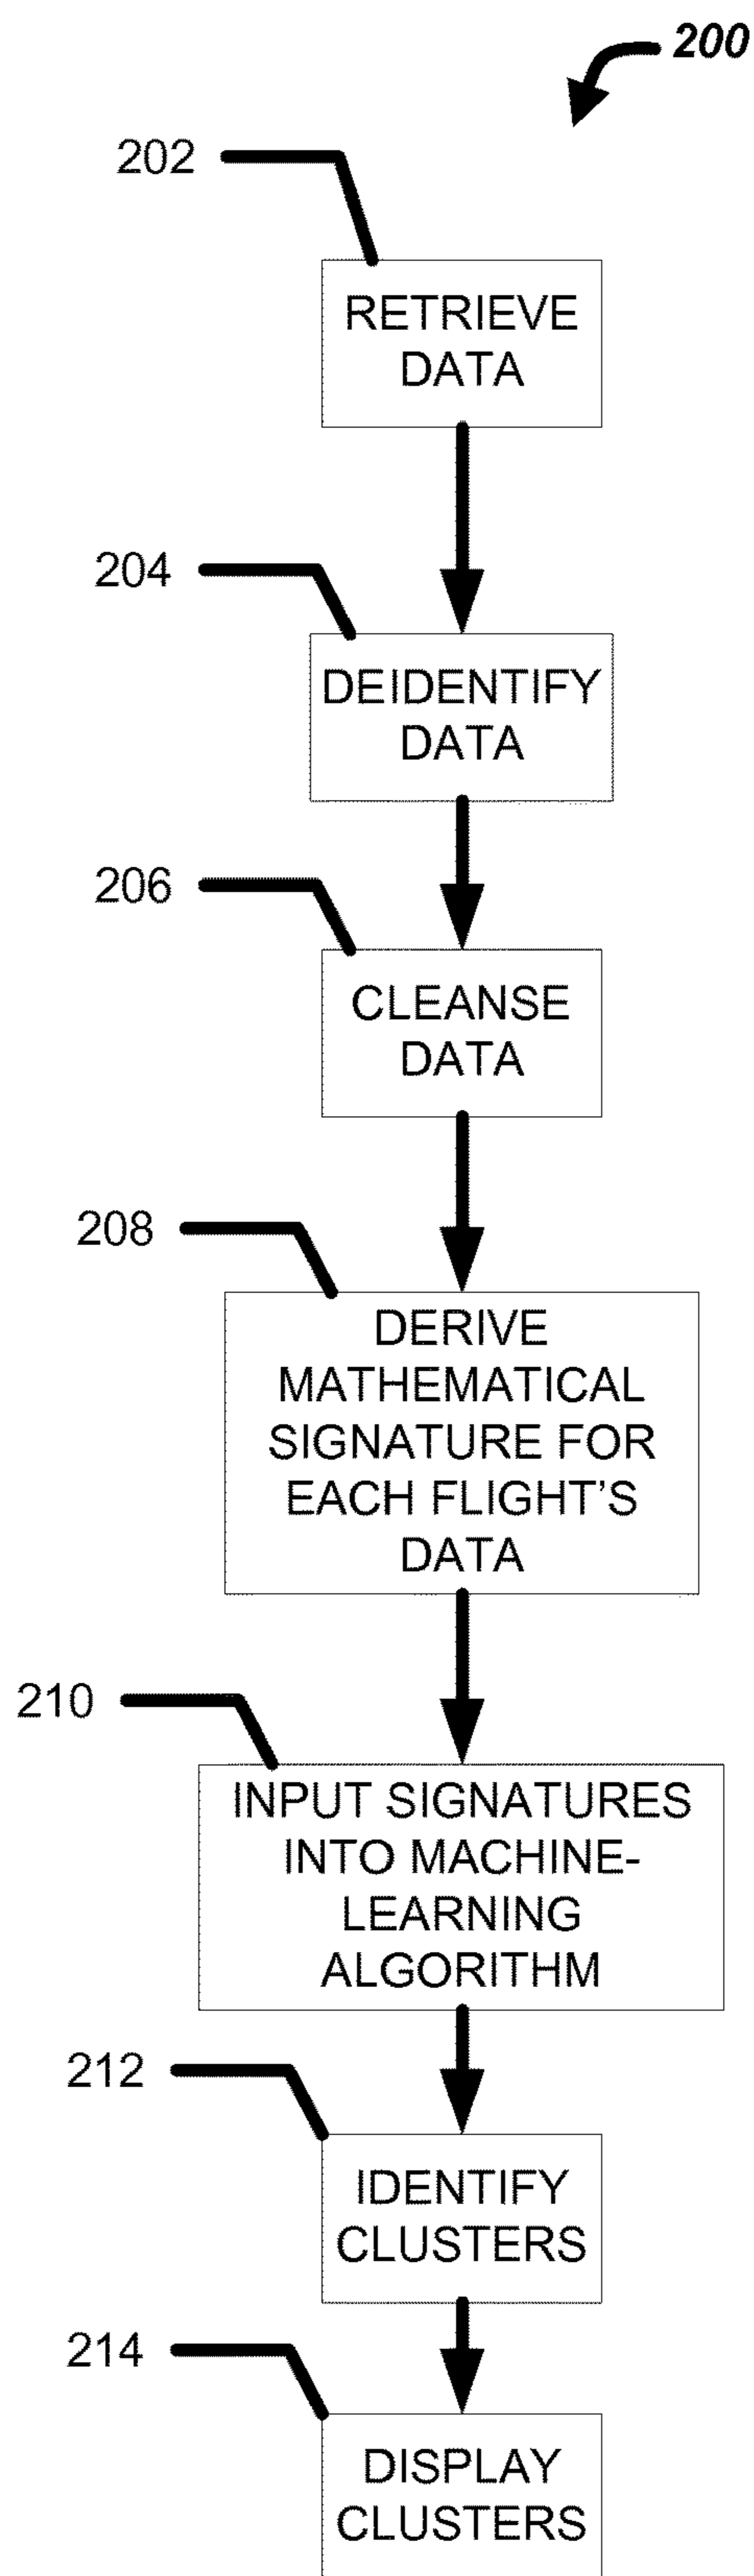 200
202
RETRIEVE
DATA
204
DEIDENTIFY
DATA
206
CLEANSE
DATA
208
DERIVE
MATHEMATICAL
SIGNATURE FOR
EACH FLIGHT’S
DATA
210
INPUT SIGNATURES
INTO MACHINE-
LEARNING
ALGORITHM
212
IDENTIFY
CLUSTERS
214
DISPLAY
CLUSTERS